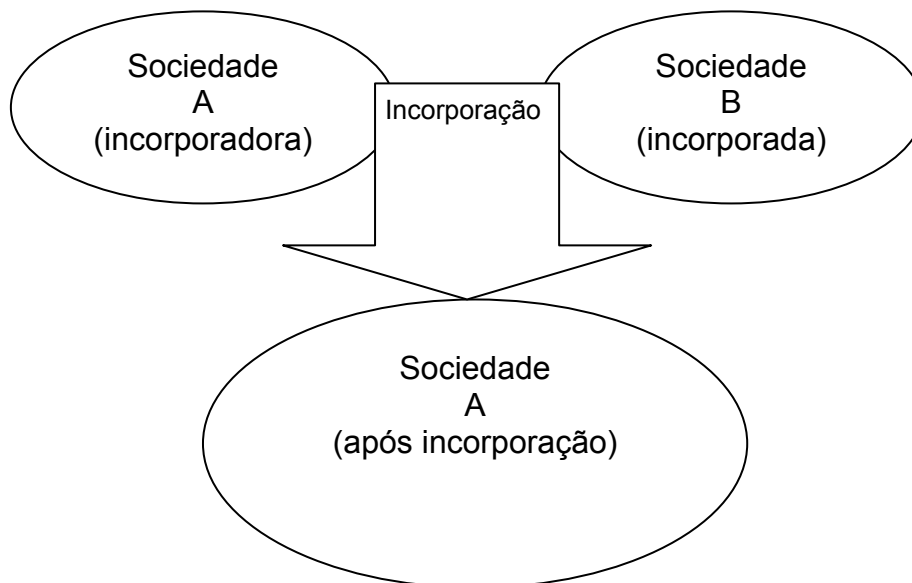 Sociedade
A
(incorporadora)
Incorporação
Sociedade
B
(incorporada)
Sociedade
A
(após incorporação)